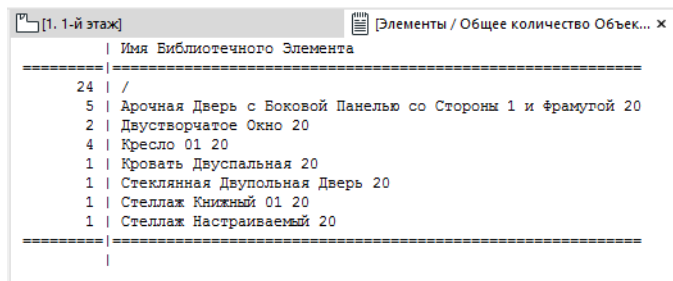 [1. 1-й этаж] [Элементы / Общее количество Объек... ×
| Имя Библиотечного Элемента
=========|=====================================================
24 | /
5 | Арочная Дверь с Боковой Панелью со Стороны 1 и фрамугой 20
2 | Двустворчатое Окно 20
4 | Кресло 01 20
1 | Кровать Двуспальная 20
1 | Стеклянная Двупольная Дверь 20
1 | Стеллаж Книжный 01 20
1 | Стеллаж Настраиваемый 20
=========|=====================================================
|